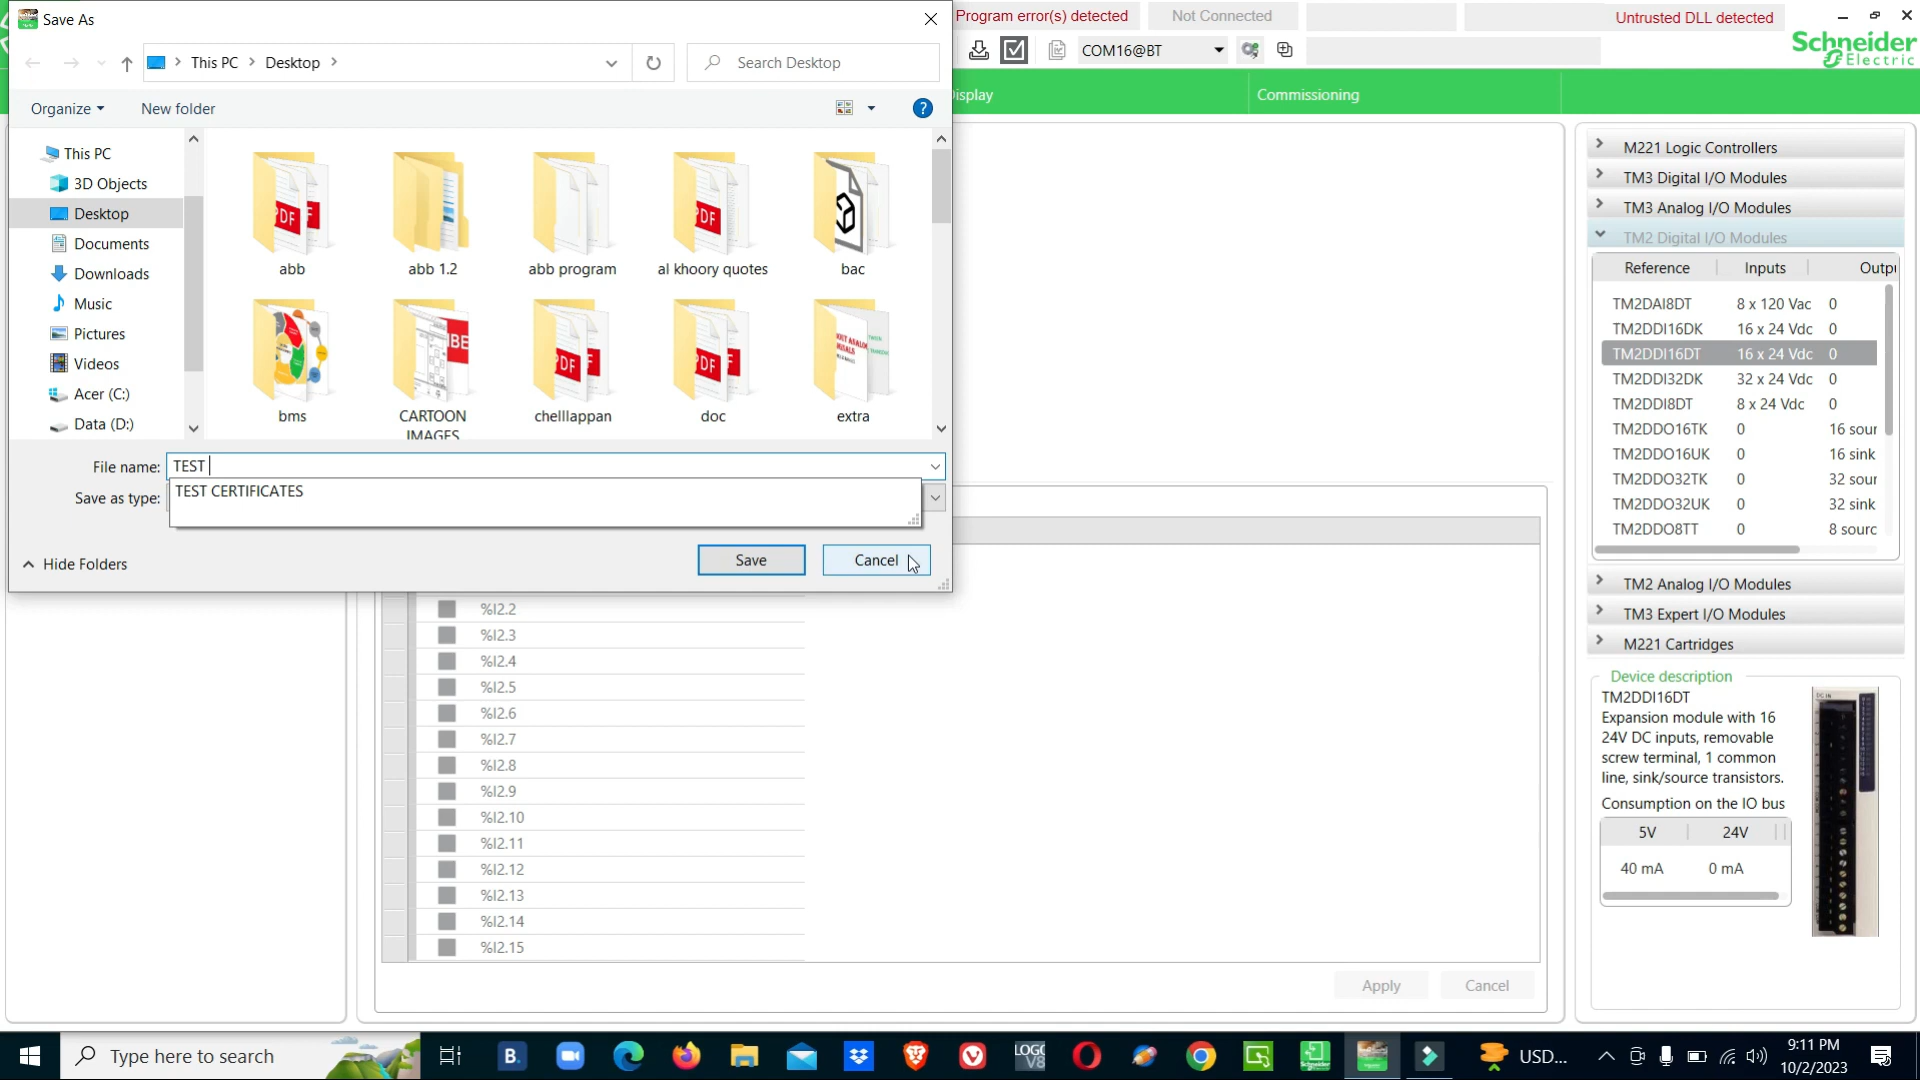 Save As
Program error(s) detected
Not Connected
Untrusted DLL detected
This PC
Desktop
Search Desktop
COM16@BT
Schneider
Electric
Organize
New folder
?
isplay
Commissioning
This PC
3D Objects
Desktop
Documents
Downloads
Music
Pictures
Videos
Acer (C:)
Data (D:)
abb
abb 1.2
abb program
al khoory quotes
bac
bms
CARTOON
IMAGES
chelllappan
doc
extra
File name: TEST
TEST CERTIFICATES
Save as type:
Hide Folders
Save
Cancel
%I2.2
%I2.3
%I2.4
%I2.5
%I2.6
%I2.7
%I2.8
%I2.9
%I2.10
%I2.11
%I2.12
%I2.13
%I2.14
%I2.15
Apply
Cancel
M221 Logic Controllers
TM3 Digital I/O Modules
TM3 Analog I/O Modules
TM2 Digital I/O Modules
Reference Inputs Outpu
TM2DAI8DT 8 x 120 Vac 0
TM2DDI16DK 16 x 24 Vdc 0
TM2DDI16DT 16 x 24 Vdc 0
TM2DDI32DK 32 x 24 Vdc 0
TM2DDI8DT 8 x 24 Vdc 0
TM2DDO16TK 0 16 sour
TM2DDO16UK 0 16 sink
TM2DDO32TK 0 32 sour
TM2DDO32UK 0 32 sink
TM2DDO8TT 0 8 sourc
TM2 Analog I/O Modules
TM3 Expert I/O Modules
M221 Cartridges
Device description
TM2DDI16DT
Expansion module with 16
24V DC inputs, removable
screw terminal, 1 common
line, sink/source transistors.
Consumption on the IO bus
5V 24V
40 mA 0 mA
Type here to search
B.
LOGO
V8
USD...
9:11 PM
10/2/2023